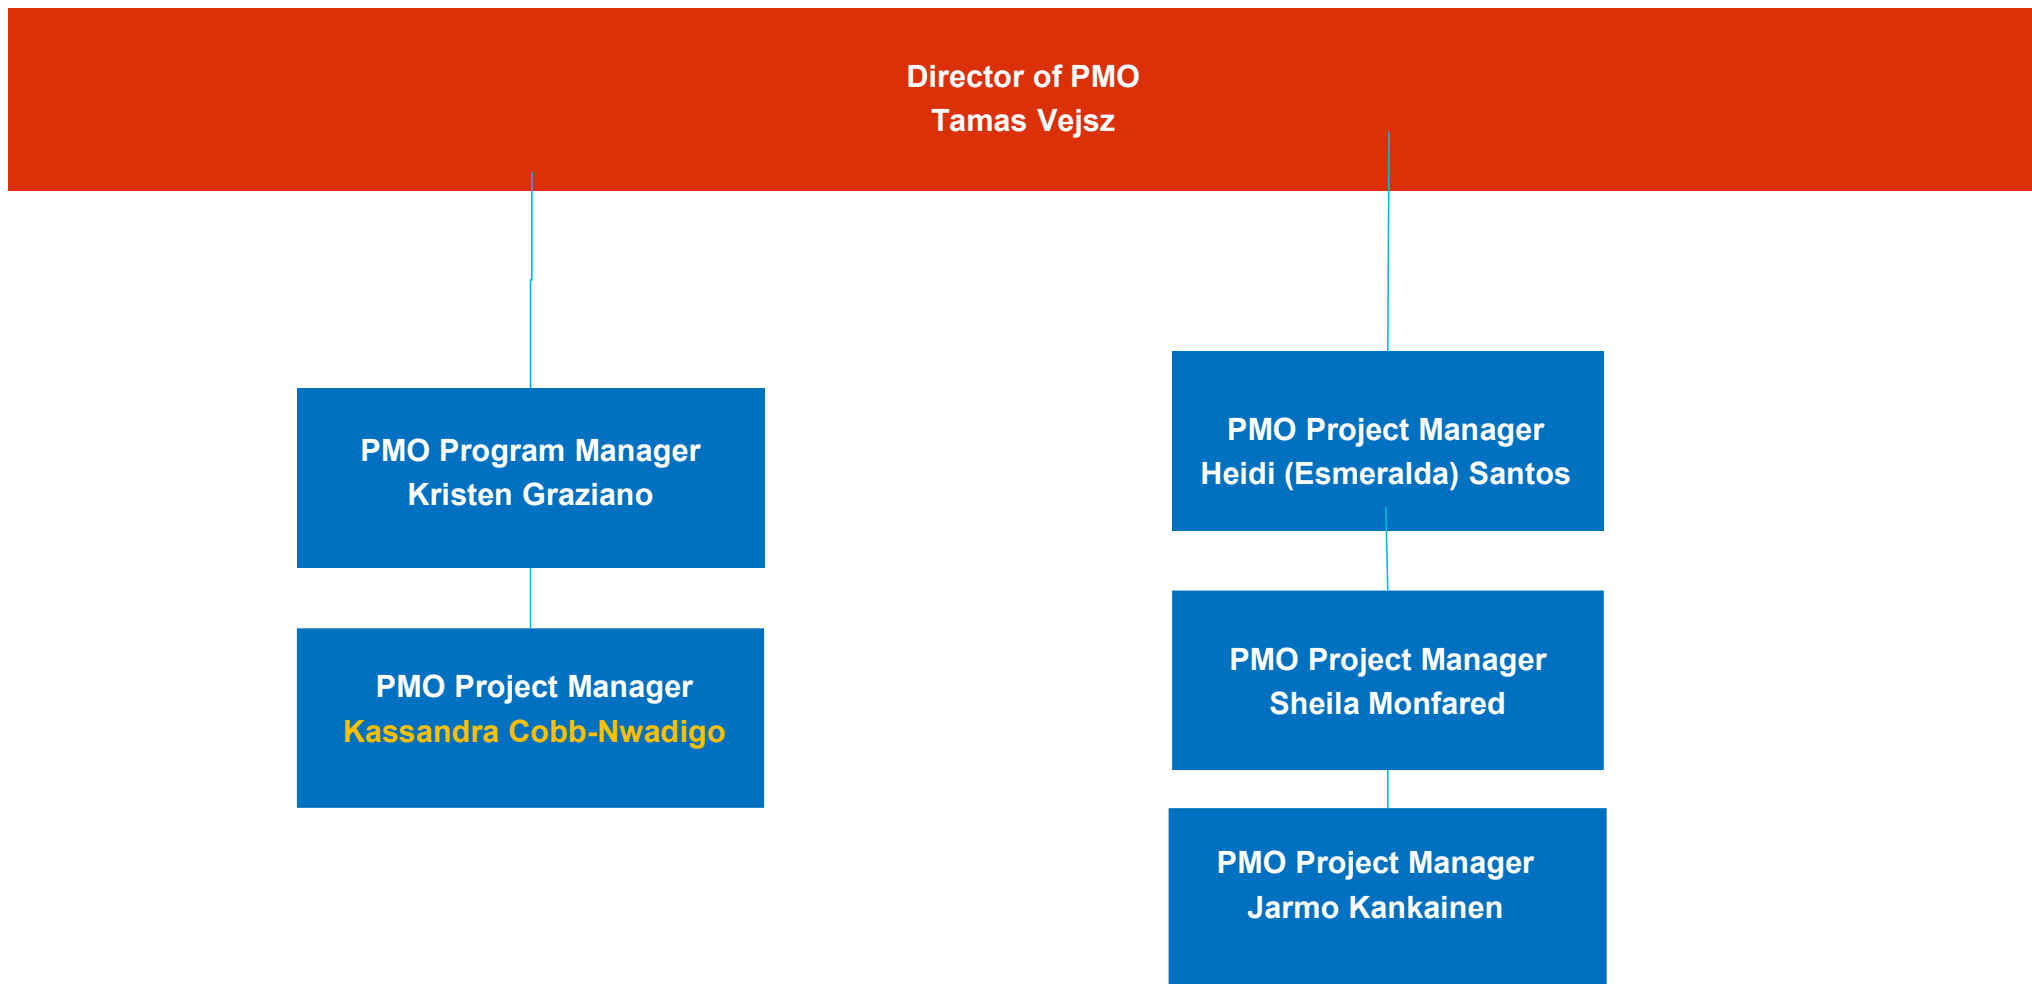 Director of PMO
Tamas Vejsz
PMO Program Manager
Kristen Graziano
PMO Project Manager
Kassandra Cobb-Nwadigo
PMO Project Manager
Heidi (Esmeralda) Santos
PMO Project Manager
Sheila Monfared
PMO Project Manager
Jarmo Kankainen